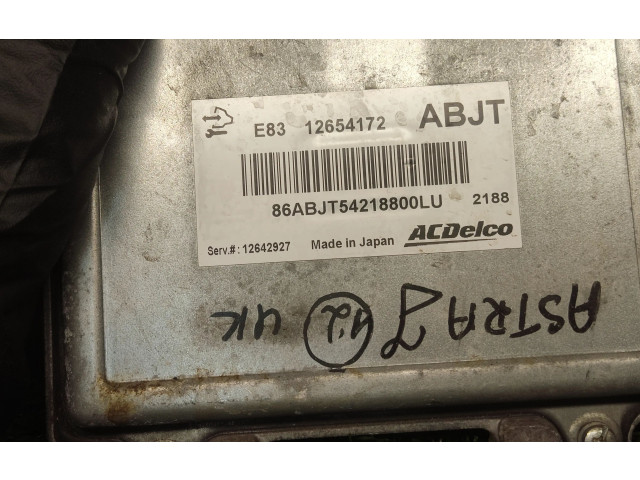 E83 12654172 ABJT
86ABJT54218800LU 2188
Serv.#: 12642927 Made in Japan ACDelco
ASTRA J
UK